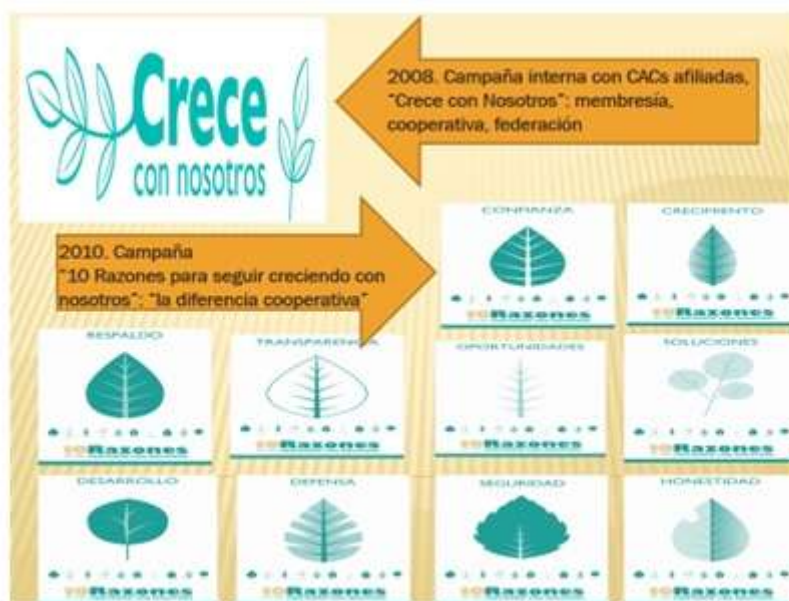 Crece
con nosotros
2008. Campaña interna con CACs afiliadas,
"Crece con Nosotros": membresía,
cooperativa, federación
2010. Campaña
"10 Razones para seguir creciendo con
nosotros"; "la diferencia cooperativa"
CONFIANZA
10Razones
CRECIMIENTO
10Razones
RESPALDO
10Razones
TRANSPARENCIA
10Razones
OPORTUNIDADES
10Razones
SOLUCIONES
10Razones
DESARROLLO
10Razones
DEFENSA
10Razones
SEGURIDAD
10Razones
HONESTIDAD
10Razones